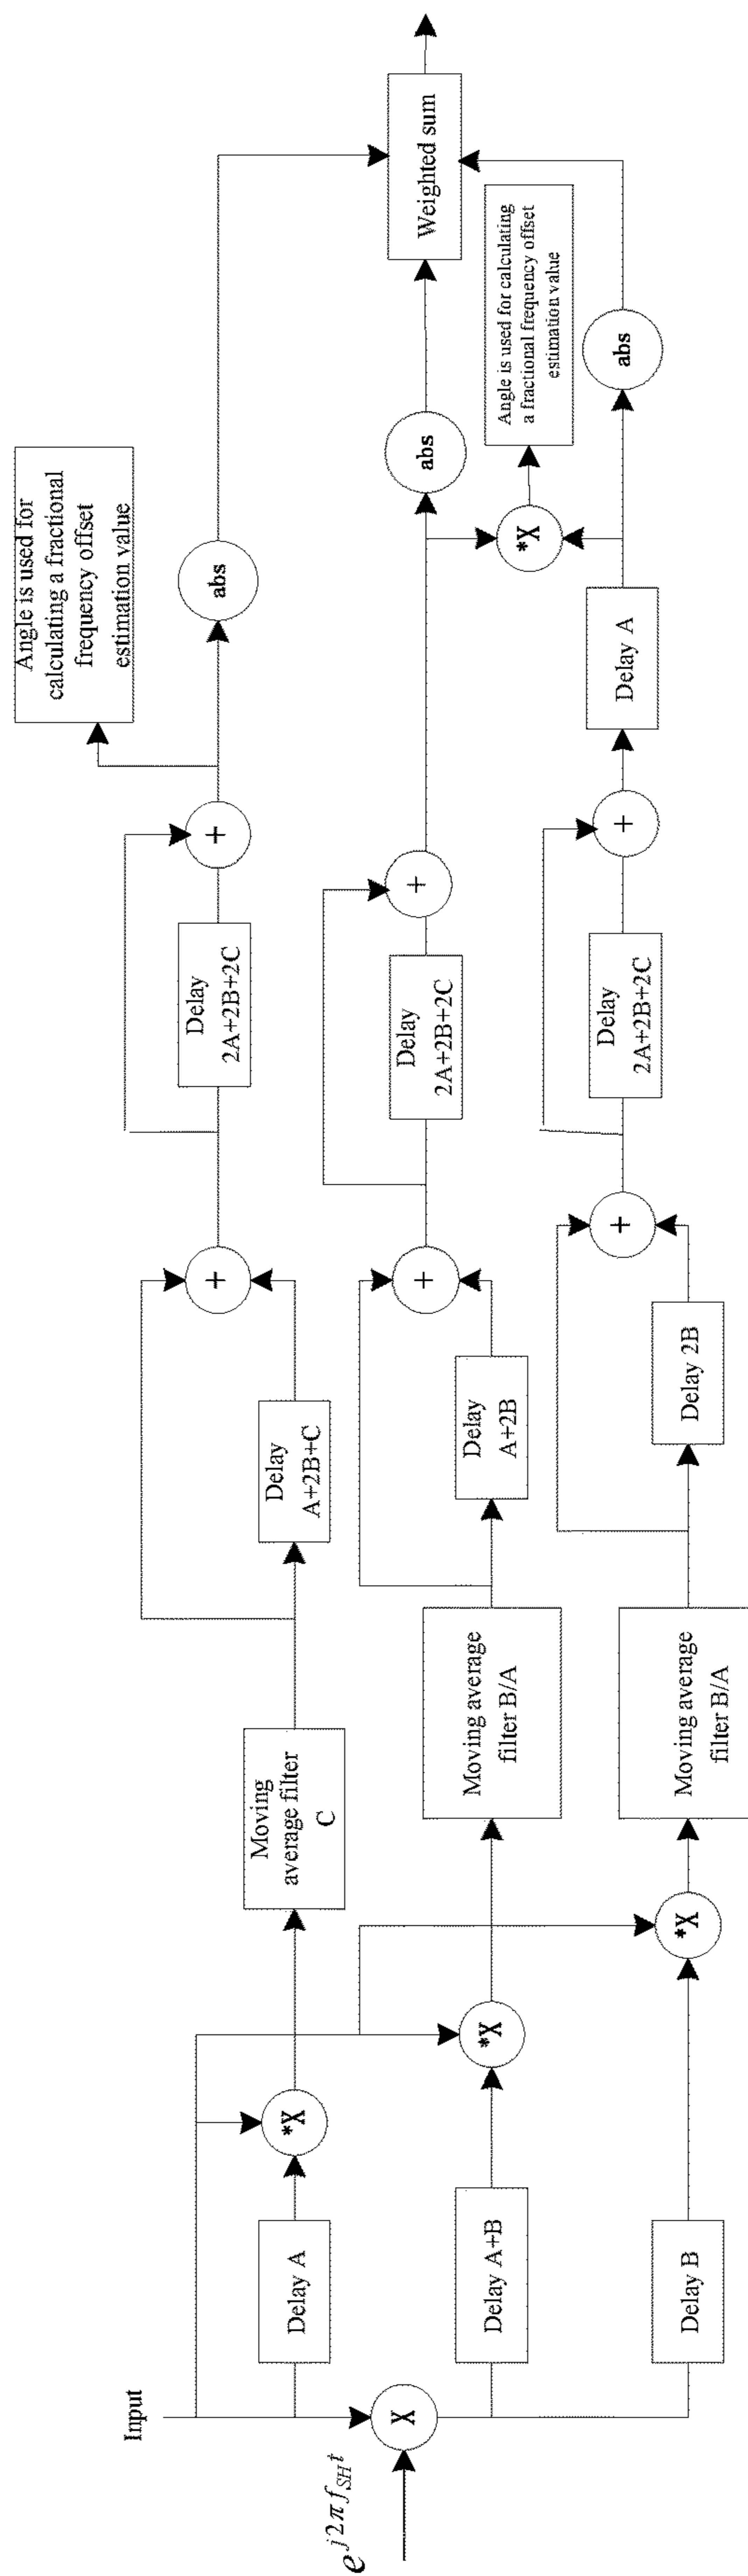 Input
e^{j2πf_{SH}t}
X
Delay A
*X
Moving
average filter
C
Delay
A+2B+C
+
Delay
2A+2B+2C
+
Angle is used for
calculating a fractional
frequency offset
estimation value
abs
Delay A+B
*X
Moving average
filter B/A
Delay
A+2B
+
Delay
2A+2B+2C
+
abs
Weighted sum
*X
Angle is used for calculating
a fractional frequency offset
estimation value
Delay B
*X
Moving average
filter B/A
Delay 2B
+
Delay
2A+2B+2C
+
Delay A
abs